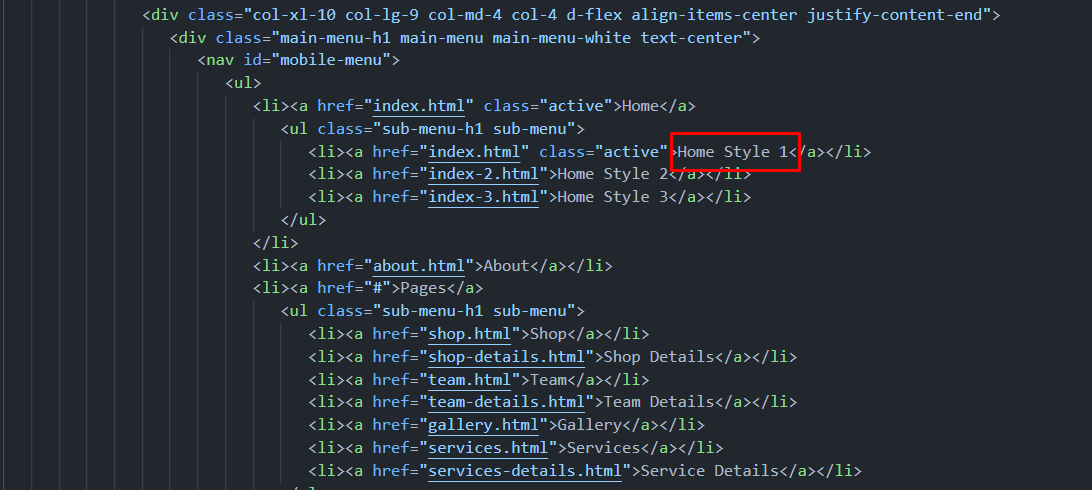 <div class="col-xl-10 col-lg-9 col-md-4 col-4 d-flex align-items-center justify-content-end">
<div class="main-menu-h1 main-menu main-menu-white text-center">
<nav id="mobile-menu">
<ul>
<li><a href="index.html" class="active">Home</a>
<ul class="sub-menu-h1 sub-menu">
<li><a href="index.html" class="active">Home Style 1</a></li>
<li><a href="index-2.html">Home Style 2</a></li>
<li><a href="index-3.html">Home Style 3</a></li>
</ul>
</li>
<li><a href="about.html">About</a></li>
<li><a href="#">Pages</a>
<ul class="sub-menu-h1 sub-menu">
<li><a href="shop.html">Shop</a></li>
<li><a href="shop-details.html">Shop Details</a></li>
<li><a href="team.html">Team</a></li>
<li><a href="team-details.html">Team Details</a></li>
<li><a href="gallery.html">Gallery</a></li>
<li><a href="services.html">Services</a></li>
<li><a href="services-details.html">Service Details</a></li>